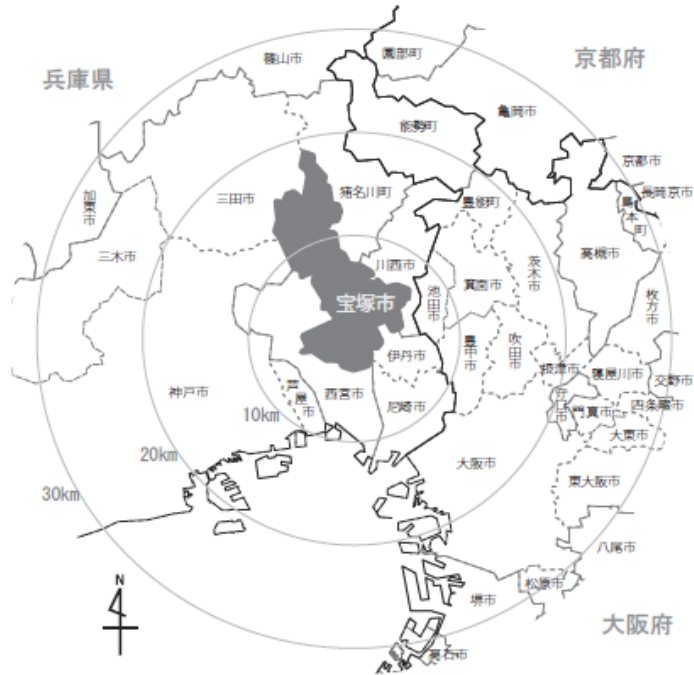 篠山市
園部町
京都府
兵庫県
亀岡市
能勢町
京都市
長岡京市
加東市
三田市
猪名川町
豊能町
島本町
三木市
川西市
箕面市
茨木市
高槻市
池田市
枚方市
宝塚市
豊中市
吹田市
伊丹市
摂津市
寝屋川市
交野市
神戸市
芦屋市
西宮市
尼崎市
守口市
門真市
四条畷市
10km
大東市
20km
大阪市
30km
東大阪市
八尾市
N
松原市
堺市
大阪府
高石市